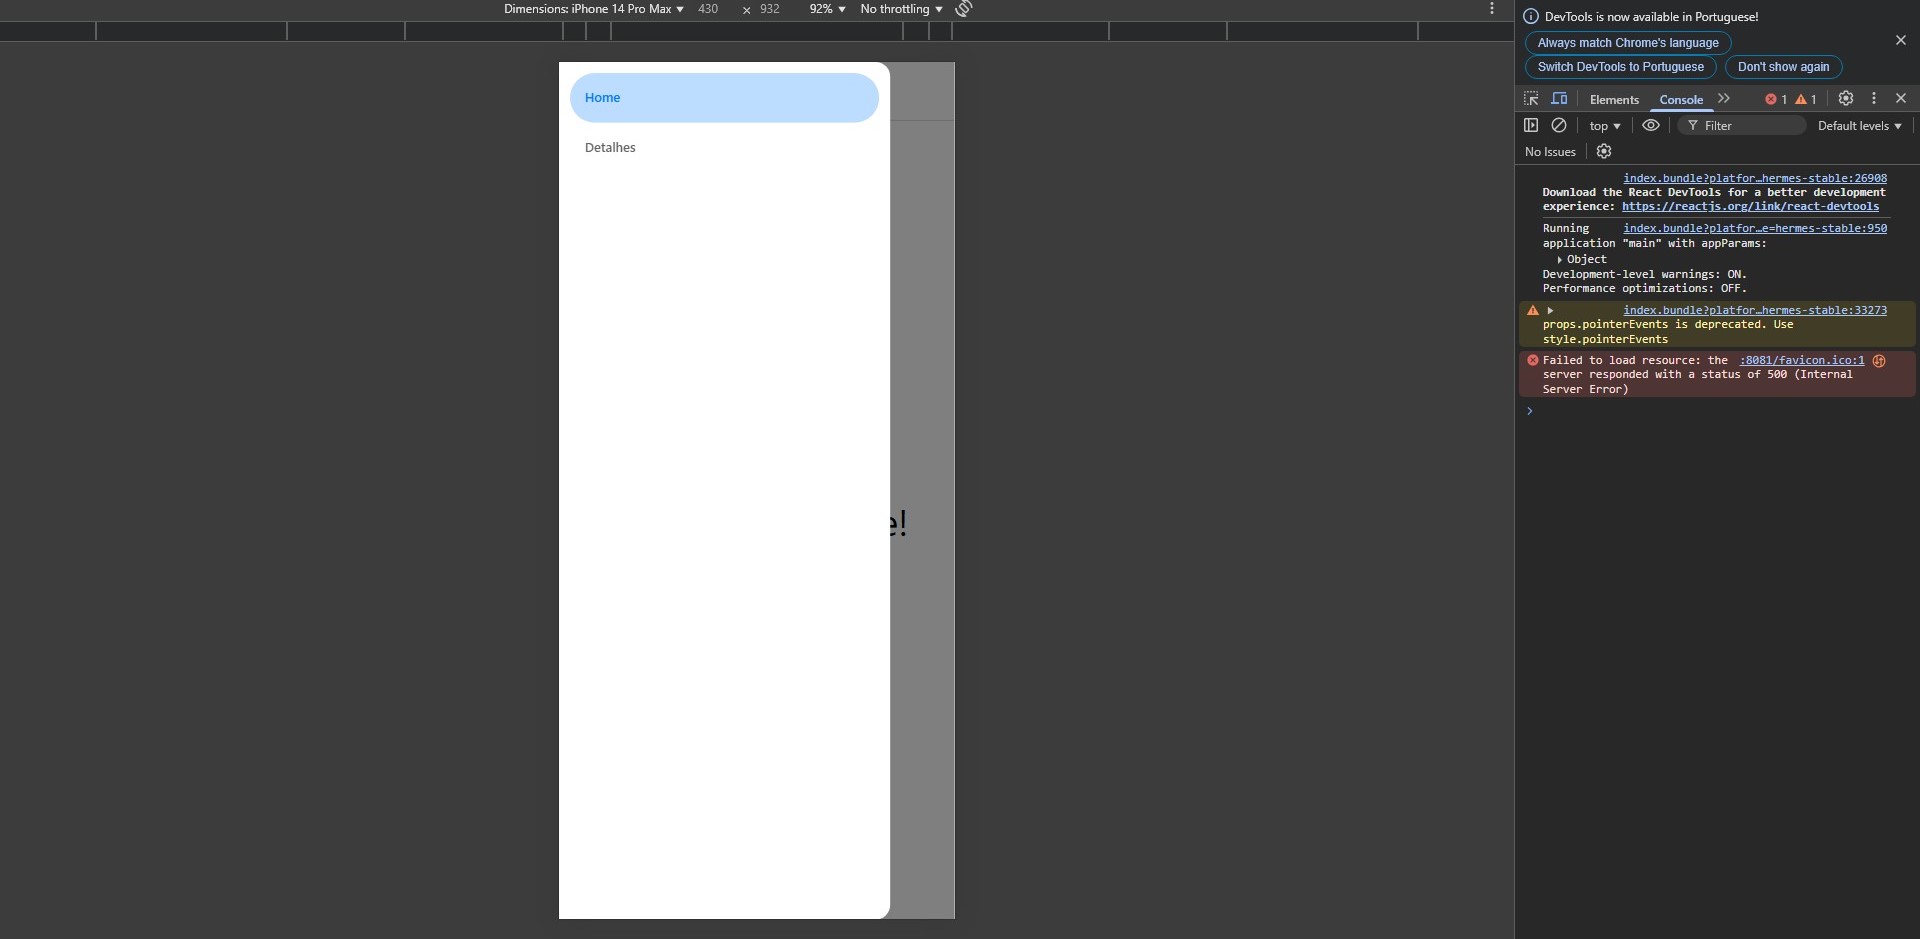 Dimensions: iPhone 14 Pro Max 430 × 932 92% No throttling
Home
Detalhes
e!
DevTools is now available in Portuguese!
Always match Chrome's language
Switch DevTools to Portuguese Don't show again
Elements Console 1 1
top Filter Default levels
No Issues
index.bundle?platfor…hermes-stable:26908
Download the React DevTools for a better development
experience: https://reactjs.org/link/react-devtools
Running index.bundle?platfor…e=hermes-stable:950
application "main" with appParams:
Object
Development-level warnings: ON.
Performance optimizations: OFF.
index.bundle?platfor…hermes-stable:33273
props.pointerEvents is deprecated. Use
style.pointerEvents
Failed to load resource: the :8081/favicon.ico:1
server responded with a status of 500 (Internal
Server Error)